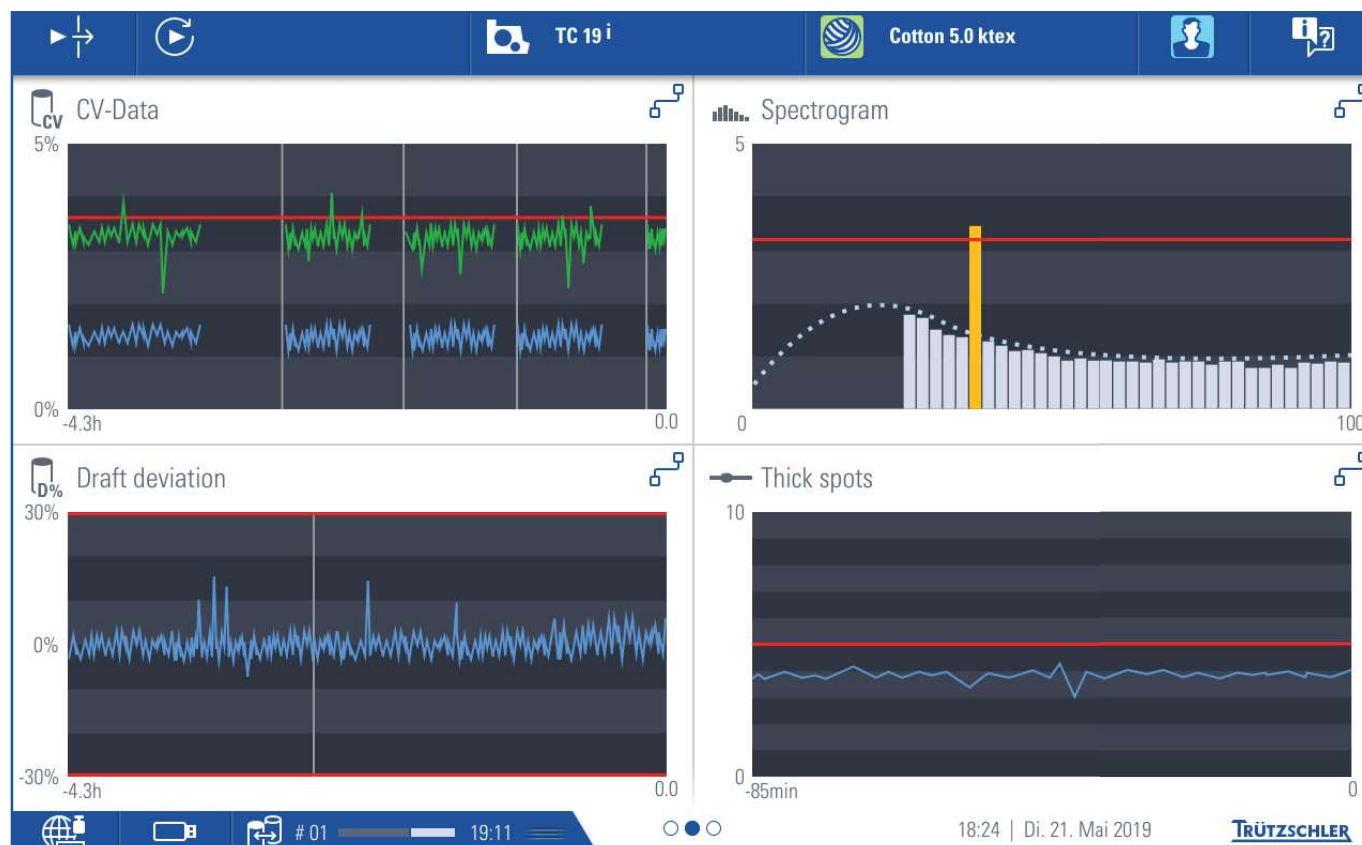 TC 19 i
Cotton 5.0 ktex
i ?
CV
CV-Data
5%
0%
-4.3h
0.0
Spectrogram
5
0
100
D%
Draft deviation
30%
0%
-30%
-4.3h
0.0
Thick spots
10
0
-85min
0
# 01
19:11
18:24 | Di. 21. Mai 2019
TRÜTZSCHLER